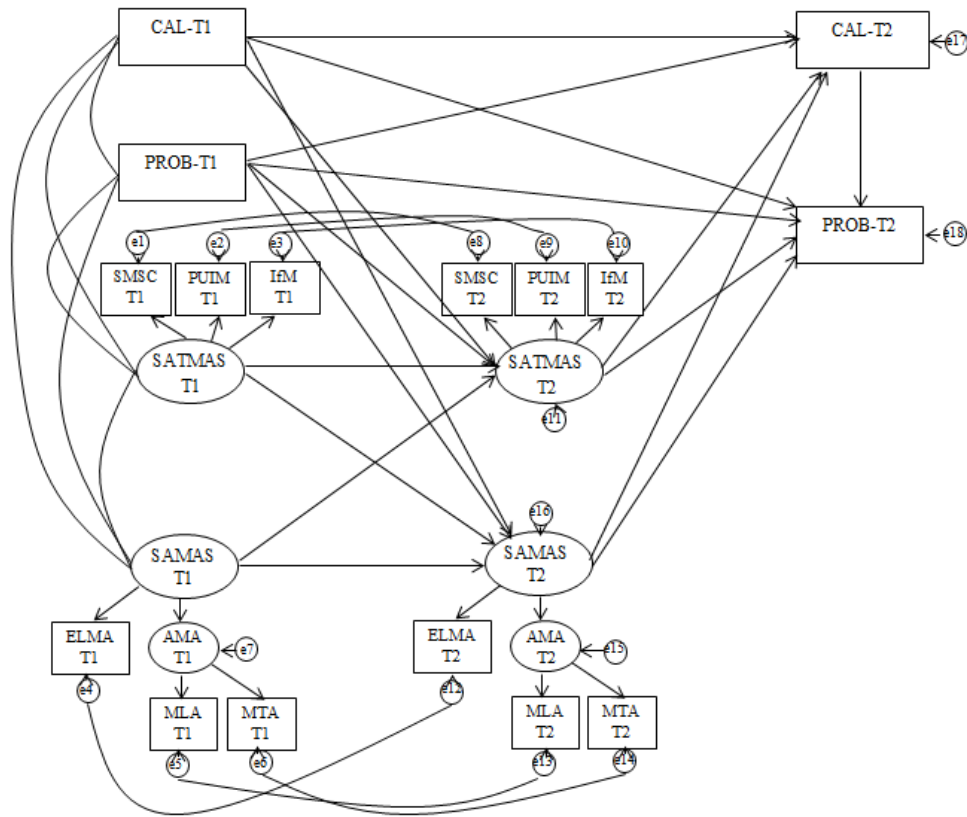 CAL-T1
CAL-T2
e17
PROB-T1
PROB-T2
e18
e1
e2
e3
e8
e9
e10
SMSC
T1
PUIM
T1
IfM
T1
SMSC
T2
PUIM
T2
IfM
T2
SATMAS
T1
SATMAS
T2
e11
e16
SAMAS
T1
SAMAS
T2
ELMA
T1
AMA
T1
e7
ELMA
T2
AMA
T2
e15
e4
e12
MLA
T1
MTA
T1
MLA
T2
MTA
T2
e5
e6
e13
e14